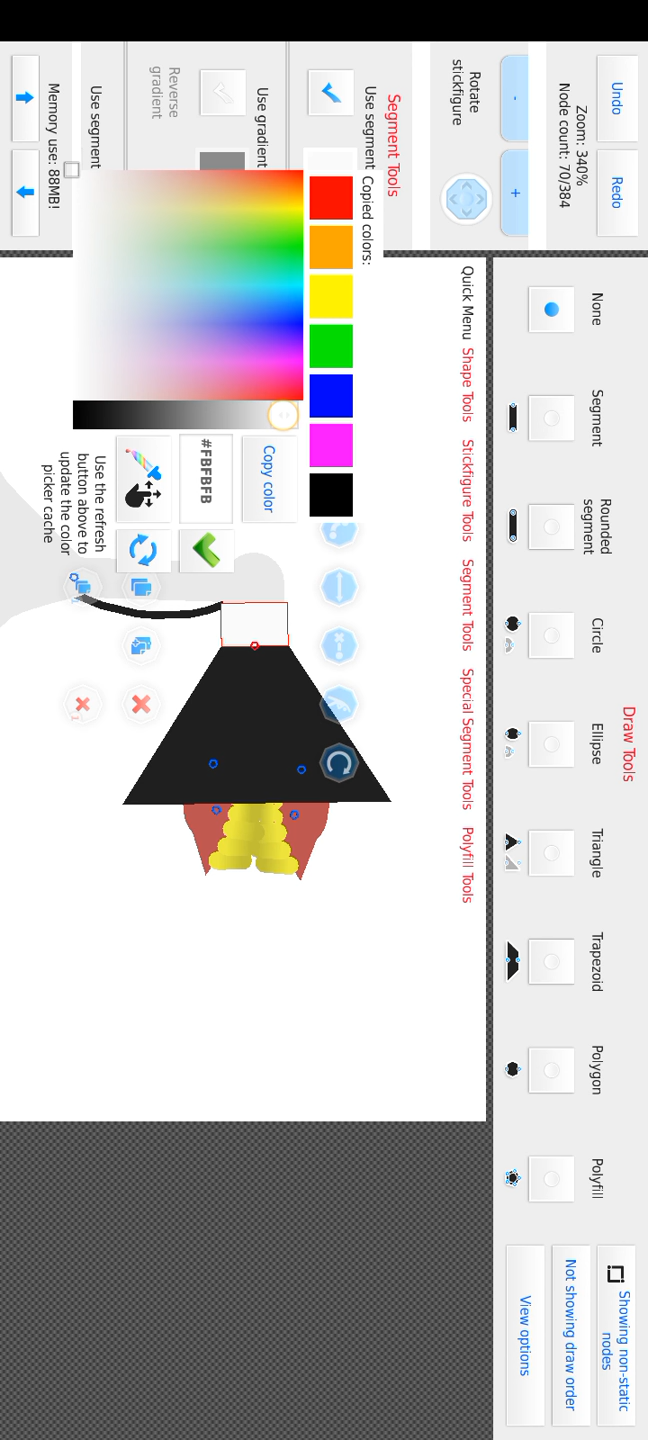 Undo
Redo
Zoom: 340%
Node count: 70/384
Rotate
stickfigure
-
+
Segment Tools
Use segment
Use gradient
Reverse
gradient
Use segment
Memory use: 88MB!
Copied colors:
Copy color
#FBFBFB
Use the refresh
button above to
update the color
picker cache
Draw Tools
None
Segment
Rounded
segment
Circle
Ellipse
Triangle
Trapezoid
Polygon
Polyfill
Showing non-static
nodes
Not showing draw order
View options
Quick Menu
Shape Tools
Stickfigure Tools
Segment Tools
Special Segment Tools
Polyfill Tools
1
1